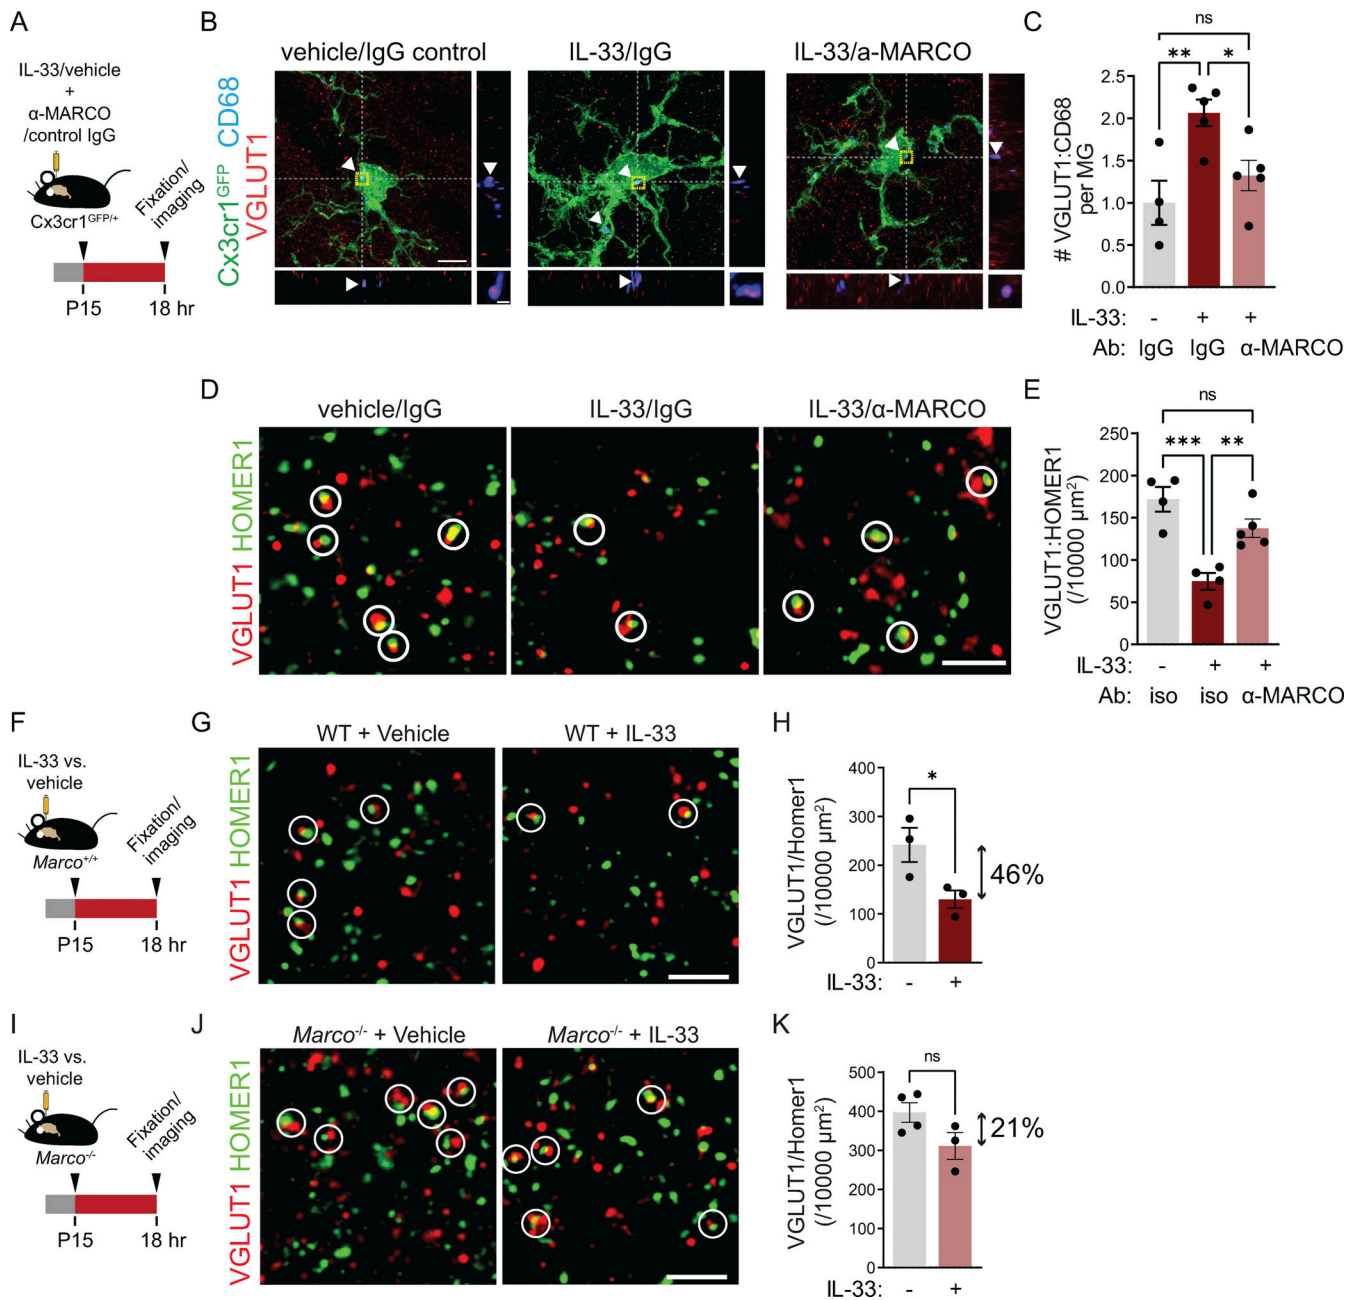 A
IL-33/vehicle
+
α-MARCO
/control IgG
Cx3cr1GFP/+
Fixation/
imaging
P15
18 hr
B
vehicle/IgG control
IL-33/IgG
IL-33/a-MARCO
Cx3cr1GFP CD68
VGLUT1
C
ns
**
*
# VGLUT1:CD68
per MG
2.5
2.0
1.5
1.0
0.5
0.0
IL-33: - + +
Ab: IgG IgG α-MARCO
D
vehicle/IgG
IL-33/IgG
IL-33/α-MARCO
VGLUT1 HOMER1
E
ns
***
**
VGLUT1:HOMER1
(/10000 µm²)
250
200
150
100
50
0
IL-33: - + +
Ab: iso iso α-MARCO
F
IL-33 vs.
vehicle
Marco+/+
Fixation/
imaging
P15
18 hr
G
WT + Vehicle
WT + IL-33
VGLUT1 HOMER1
H
*
VGLUT1/Homer1
(/10000 µm²)
400
300
200
100
0
46%
IL-33: - +
I
IL-33 vs.
vehicle
Marco-/-
Fixation/
imaging
P15
18 hr
J
Marco-/- + Vehicle
Marco-/- + IL-33
VGLUT1 HOMER1
K
ns
VGLUT1/Homer1
(/10000 µm²)
500
400
300
200
100
0
21%
IL-33: - +